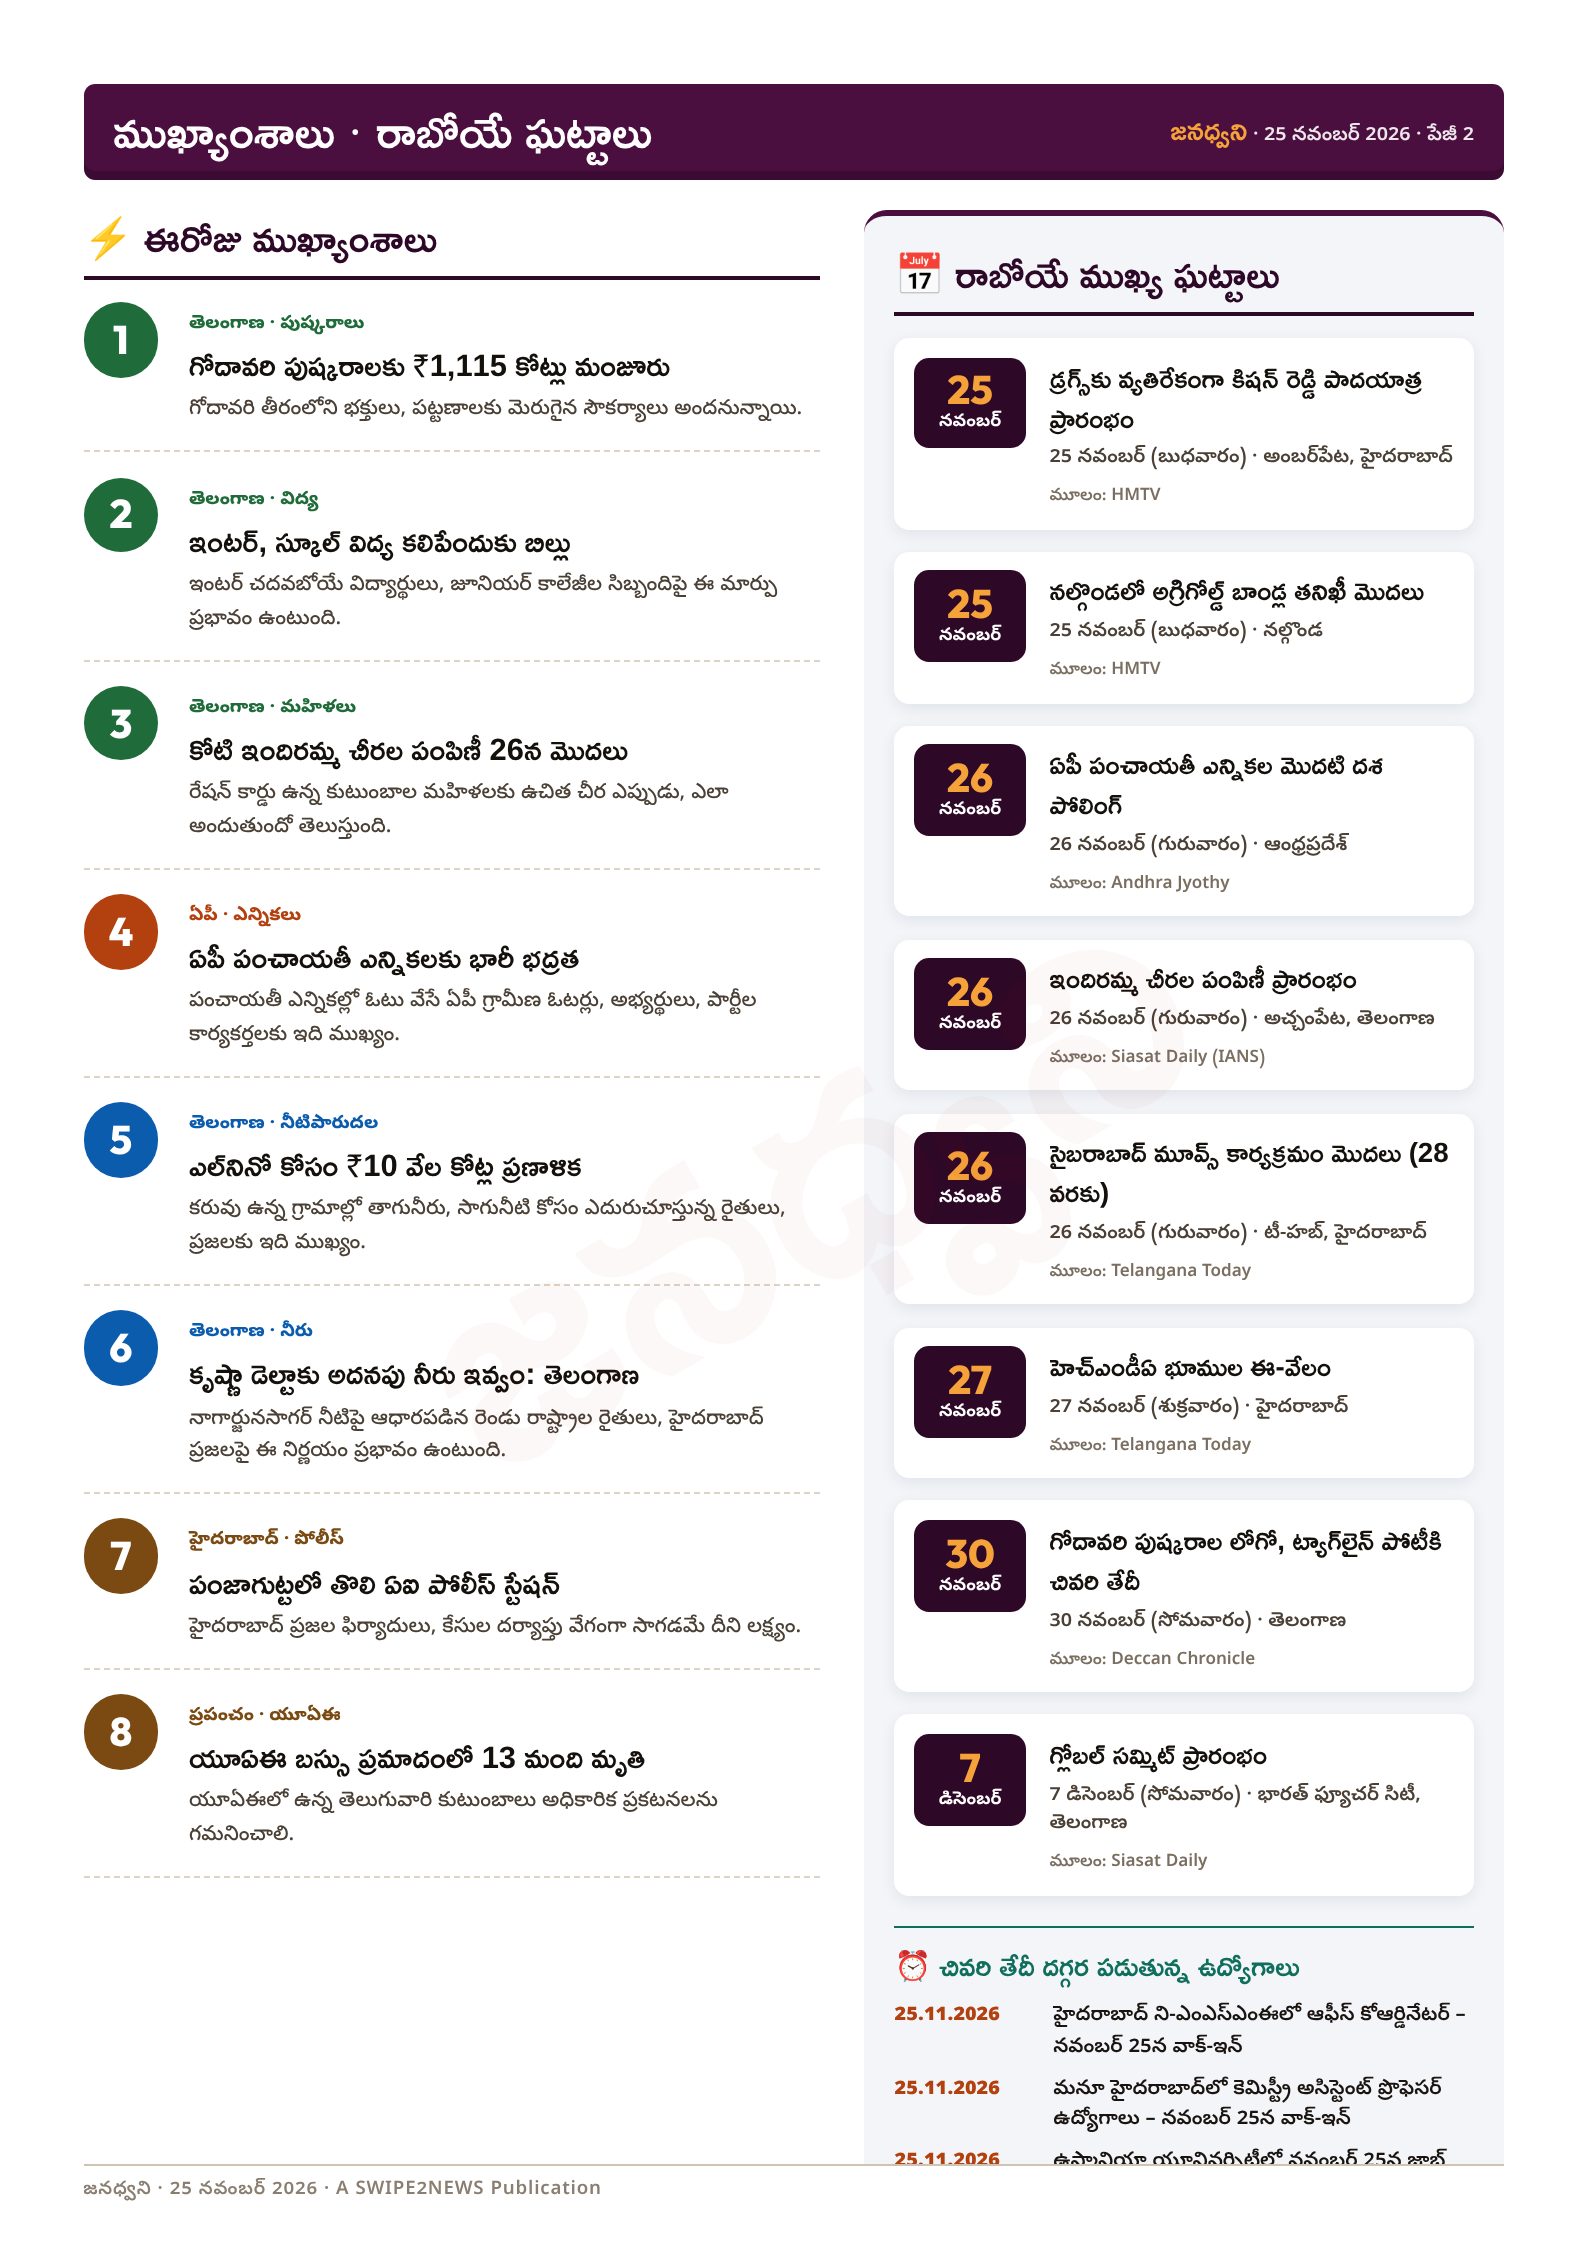 ముఖ్యాంశాలు · రాబోయే ఘట్టాలు
జనధ్వని · 25 నవంబర్ 2026 · పేజీ 2
⚡ ఈరోజు ముఖ్యాంశాలు
1
తెలంగాణ · పుష్కరాలు
గోదావరి పుష్కరాలకు ₹1,115 కోట్లు మంజూరు
గోదావరి తీరంలోని భక్తులు, పట్టణాలకు మెరుగైన సౌకర్యాలు అందనున్నాయి.
2
తెలంగాణ · విద్య
ఇంటర్, స్కూల్ విద్య కలిపేందుకు బిల్లు
ఇంటర్ చదవబోయే విద్యార్థులు, జూనియర్ కాలేజీల సిబ్బందిపై ఈ మార్పు
ప్రభావం ఉంటుంది.
3
తెలంగాణ · మహిళలు
కోటి ఇందిరమ్మ చీరల పంపిణీ 26న మొదలు
రేషన్ కార్డు ఉన్న కుటుంబాల మహిళలకు ఉచిత చీర ఎప్పుడు, ఎలా
అందుతుందో తెలుస్తుంది.
4
ఏపీ · ఎన్నికలు
ఏపీ పంచాయతీ ఎన్నికలకు భారీ భద్రత
పంచాయతీ ఎన్నికల్లో ఓటు వేసే ఏపీ గ్రామీణ ఓటర్లు, అభ్యర్థులు, పార్టీల
కార్యకర్తలకు ఇది ముఖ్యం.
5
తెలంగాణ · నీటిపారుదల
ఎల్‌నినో కోసం ₹10 వేల కోట్ల ప్రణాళిక
కరువు ఉన్న గ్రామాల్లో తాగునీరు, సాగునీటి కోసం ఎదురుచూస్తున్న రైతులు,
ప్రజలకు ఇది ముఖ్యం.
6
తెలంగాణ · నీరు
కృష్ణా డెల్టాకు అదనపు నీరు ఇవ్వం: తెలంగాణ
నాగార్జునసాగర్ నీటిపై ఆధారపడిన రెండు రాష్ట్రాల రైతులు, హైదరాబాద్
ప్రజలపై ఈ నిర్ణయం ప్రభావం ఉంటుంది.
7
హైదరాబాద్ · పోలీస్
పంజాగుట్టలో తొలి ఏఐ పోలీస్ స్టేషన్
హైదరాబాద్ ప్రజల ఫిర్యాదులు, కేసుల దర్యాప్తు వేగంగా సాగడమే దీని లక్ష్యం.
8
ప్రపంచం · యూఏఈ
యూఏఈ బస్సు ప్రమాదంలో 13 మంది మృతి
యూఏఈలో ఉన్న తెలుగువారి కుటుంబాలు అధికారిక ప్రకటనలను
గమనించాలి.
📅 రాబోయే ముఖ్య ఘట్టాలు
25
నవంబర్
డ్రగ్స్‌కు వ్యతిరేకంగా కిషన్ రెడ్డి పాదయాత్ర
ప్రారంభం
25 నవంబర్ (బుధవారం) · అంబర్‌పేట, హైదరాబాద్
మూలం: HMTV
25
నవంబర్
నల్గొండలో అగ్రిగోల్డ్ బాండ్ల తనిఖీ మొదలు
25 నవంబర్ (బుధవారం) · నల్గొండ
మూలం: HMTV
26
నవంబర్
ఏపీ పంచాయతీ ఎన్నికల మొదటి దశ
పోలింగ్
26 నవంబర్ (గురువారం) · ఆంధ్రప్రదేశ్
మూలం: Andhra Jyothy
26
నవంబర్
ఇందిరమ్మ చీరల పంపిణీ ప్రారంభం
26 నవంబర్ (గురువారం) · అచ్చంపేట, తెలంగాణ
మూలం: Siasat Daily (IANS)
26
నవంబర్
సైబరాబాద్ మూవ్స్ కార్యక్రమం మొదలు (28
వరకు)
26 నవంబర్ (గురువారం) · టీ-హబ్, హైదరాబాద్
మూలం: Telangana Today
27
నవంబర్
హెచ్ఎండీఏ భూముల ఈ-వేలం
27 నవంబర్ (శుక్రవారం) · హైదరాబాద్
మూలం: Telangana Today
30
నవంబర్
గోదావరి పుష్కరాల లోగో, ట్యాగ్‌లైన్ పోటీకి
చివరి తేదీ
30 నవంబర్ (సోమవారం) · తెలంగాణ
మూలం: Deccan Chronicle
7
డిసెంబర్
గ్లోబల్ సమ్మిట్ ప్రారంభం
7 డిసెంబర్ (సోమవారం) · భారత్ ఫ్యూచర్ సిటీ,
తెలంగాణ
మూలం: Siasat Daily
⏰ చివరి తేదీ దగ్గర పడుతున్న ఉద్యోగాలు
25.11.2026 హైదరాబాద్ ని-ఎంఎస్ఎంఈలో ఆఫీస్ కోఆర్డినేటర్ –
నవంబర్ 25న వాక్-ఇన్
25.11.2026 మనూ హైదరాబాద్‌లో కెమిస్ట్రీ అసిస్టెంట్ ప్రొఫెసర్
ఉద్యోగాలు – నవంబర్ 25న వాక్-ఇన్
25.11.2026 ఉస్మానియా యూనివర్సిటీలో నవంబర్ 25న జాబ్
జనధ్వని · 25 నవంబర్ 2026 · A SWIPE2NEWS Publication
జనధ్వని